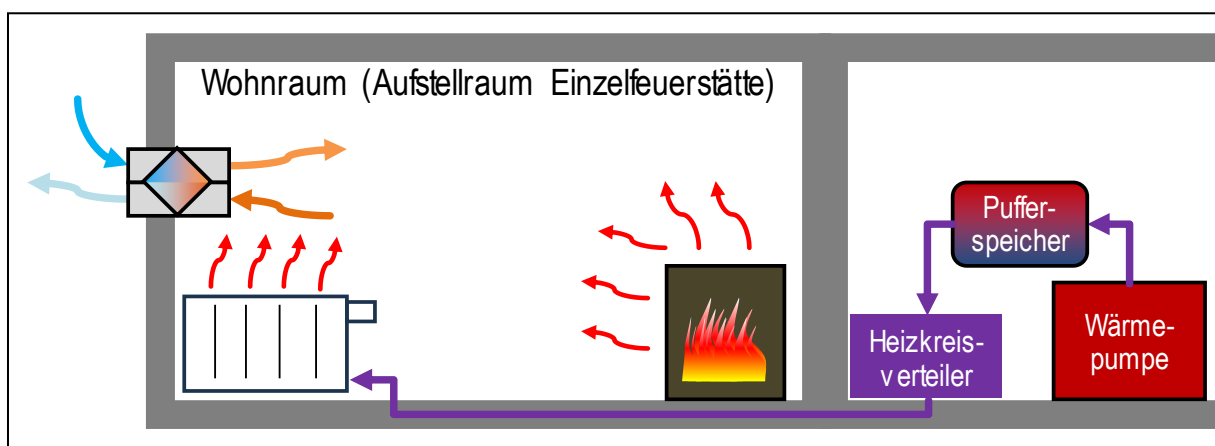 Wohnraum (Aufstellraum Einzelfeuerstätte)
Puffer-
speicher
Heizkreis-
verteiler
Wärme-
pumpe